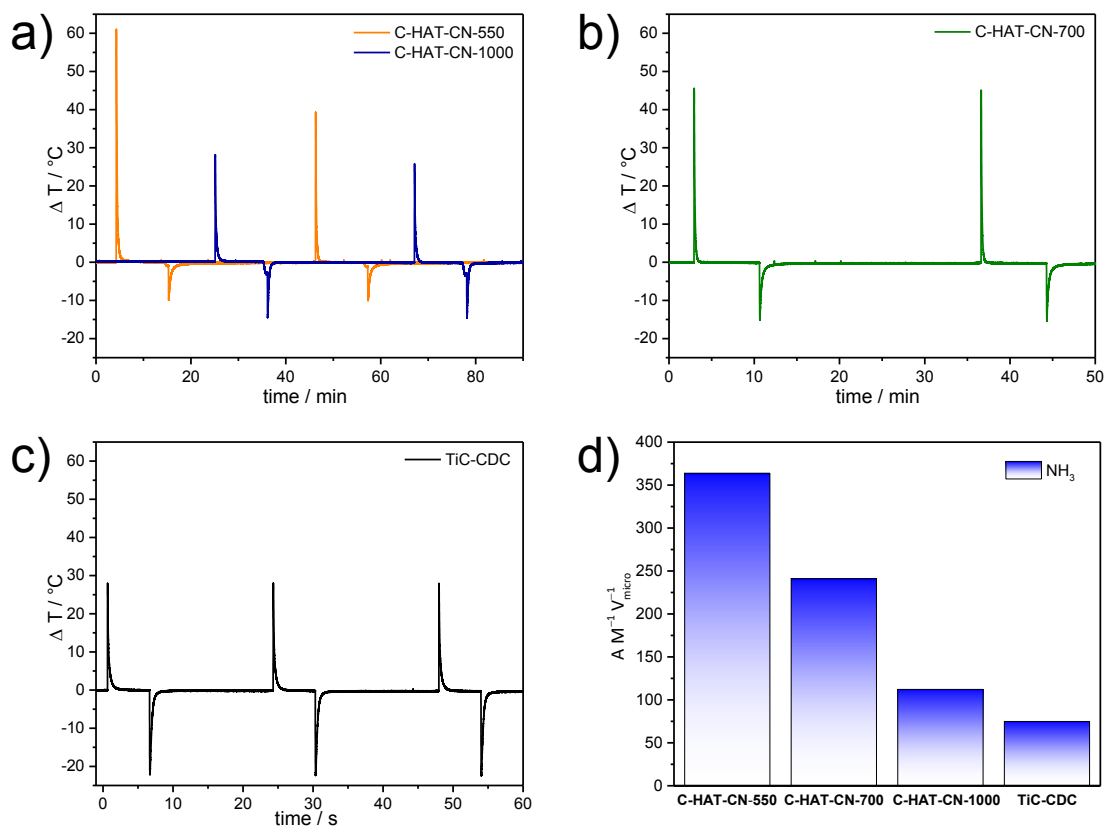 a)
C-HAT-CN-550
C-HAT-CN-1000
60
50
40
30
20
10
0
-10
-20
Δ T / °C
0 20 40 60 80
time / min
b)
C-HAT-CN-700
60
50
40
30
20
10
0
-10
-20
Δ T / °C
0 10 20 30 40 50
time / min
c)
TiC-CDC
60
50
40
30
20
10
0
-10
-20
Δ T / °C
0 10 20 30 40 50 60
time / s
d)
NH₃
400
350
300
250
200
150
100
50
0
A M⁻¹ V⁻¹micro
C-HAT-CN-550 C-HAT-CN-700 C-HAT-CN-1000 TiC-CDC